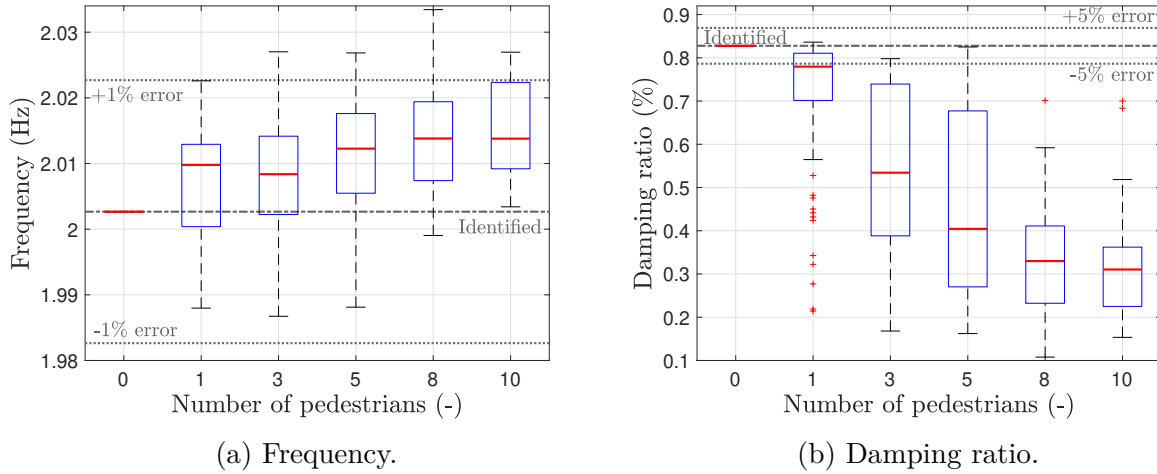 2.03
2.02
2.01
2
1.99
1.98
Frequency (Hz)
+1% error
Identified
-1% error
0 1 3 5 8 10
Number of pedestrians (-)
(a) Frequency.
0.9
0.8
0.7
0.6
0.5
0.4
0.3
0.2
0.1
Damping ratio (%)
+5% error
Identified
-5% error
0 1 3 5 8 10
Number of pedestrians (-)
(b) Damping ratio.